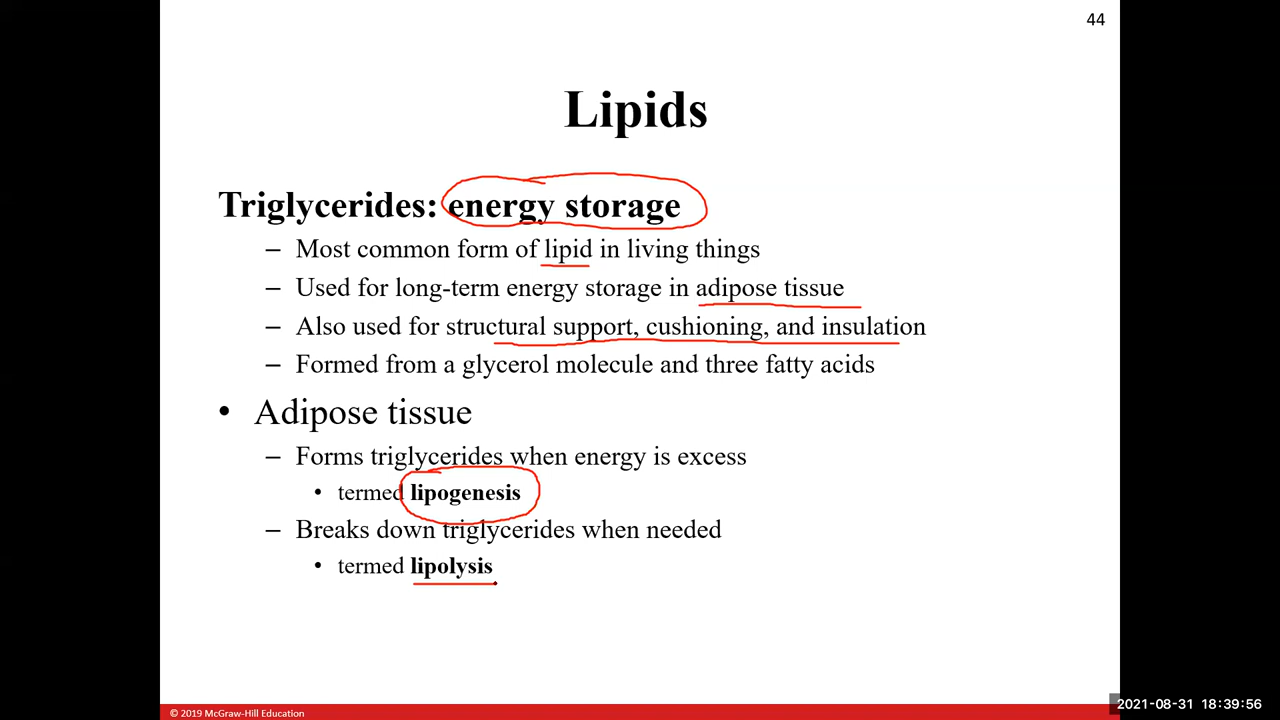 44
Lipids
Triglycerides: energy storage
– Most common form of lipid in living things
– Used for long-term energy storage in adipose tissue
– Also used for structural support, cushioning, and insulation
– Formed from a glycerol molecule and three fatty acids
• Adipose tissue
– Forms triglycerides when energy is excess
• termed lipogenesis
– Breaks down triglycerides when needed
• termed lipolysis
© 2019 McGraw-Hill Education
2021-08-31 18:39:56